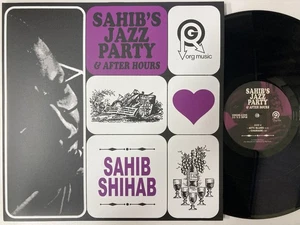 SAHIB'S
JAZZ
PARTY
& AFTER HOURS
org music
SAHIB
SHIHAB
SAHIB'S
JAZZ PARTY
& AFTER HOURS